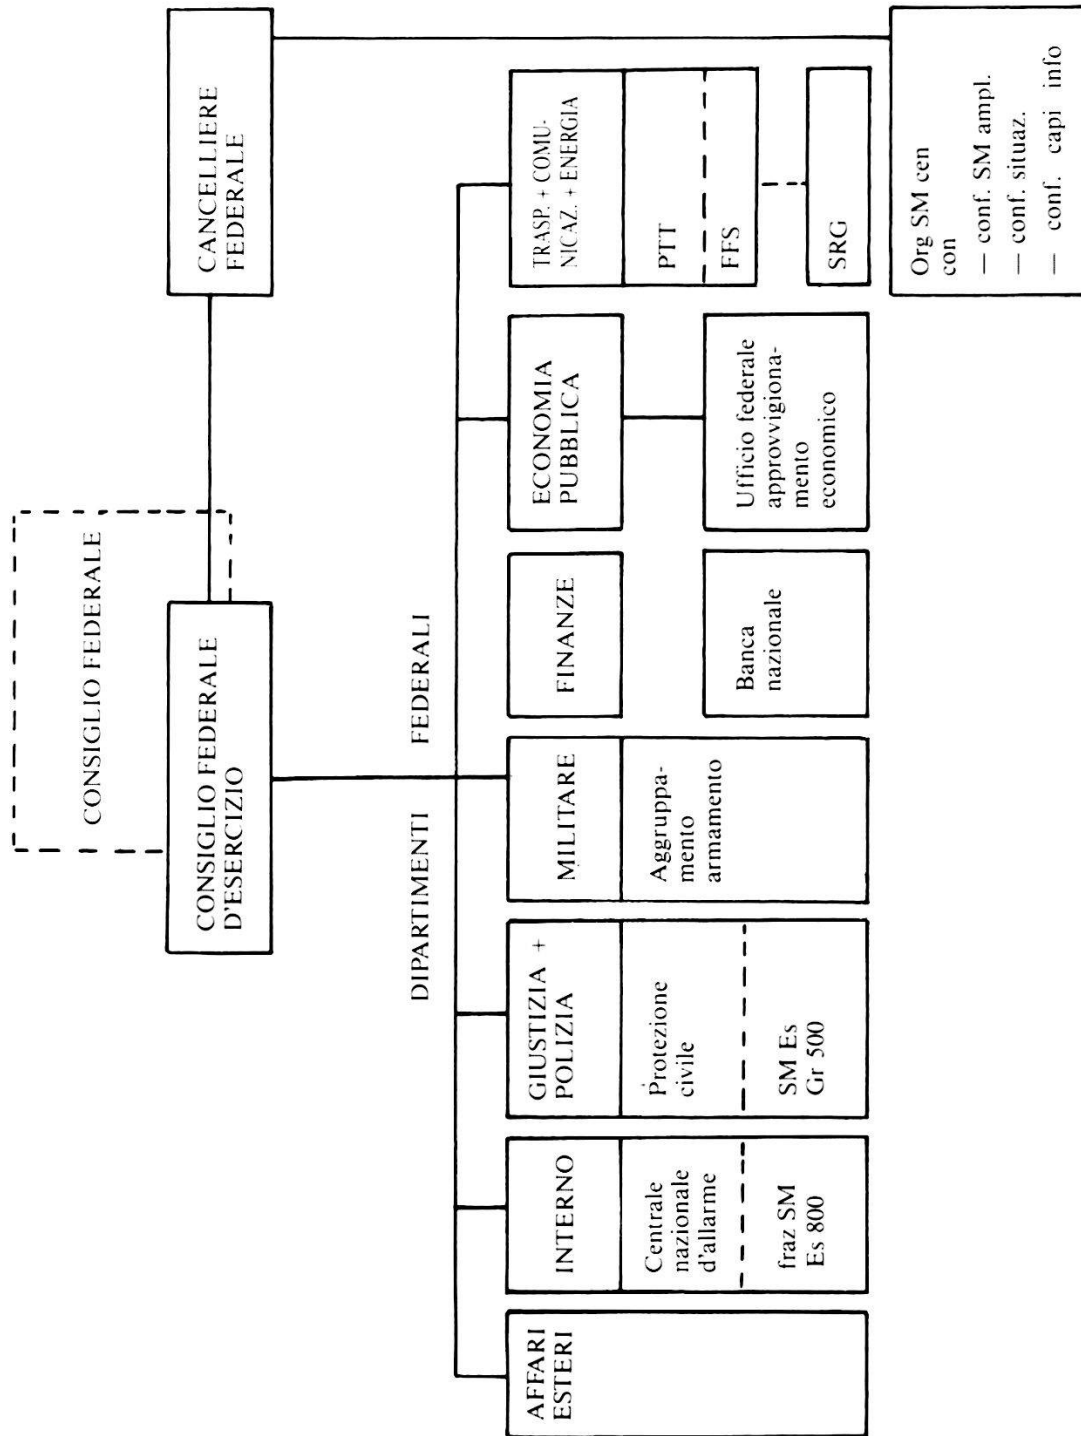 CONSIGLIO FEDERALE
CONSIGLIO FEDERALE
D'ESERCIZIO
CANCELLIERE
FEDERALE
DIPARTIMENTI FEDERALI
AFFARI
ESTERI
INTERNO
Centrale
nazionale
d'allarme
fraz SM
Es 800
GIUSTIZIA +
POLIZIA
Protezione
civile
SM Es
Gr 500
MILITARE
Aggruppa-
mento
armamento
FINANZE
Banca
nazionale
ECONOMIA
PUBBLICA
Ufficio federale
approvvigiona-
mento
economico
TRASP. + COMU-
NICAZ. + ENERGIA
PTT
FFS
SRG
Org SM cen
con
— conf. SM ampl.
— conf. situaz.
— conf. capi info